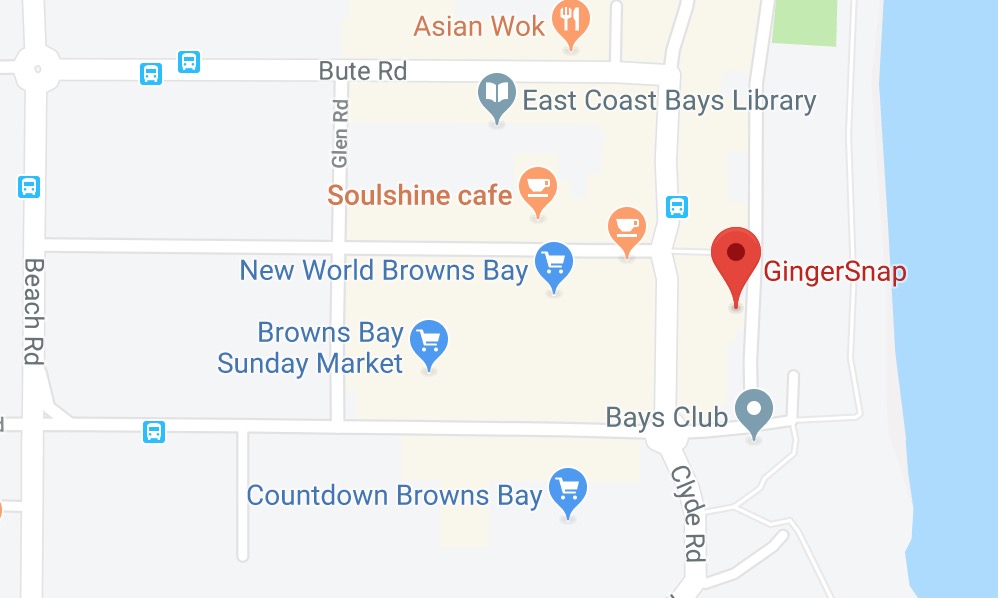 Asian Wok
Bute Rd
East Coast Bays Library
Glen Rd
Soulshine cafe
New World Browns Bay
GingerSnap
Beach Rd
Browns Bay
Sunday Market
Bays Club
d
Countdown Browns Bay
Clyde Rd